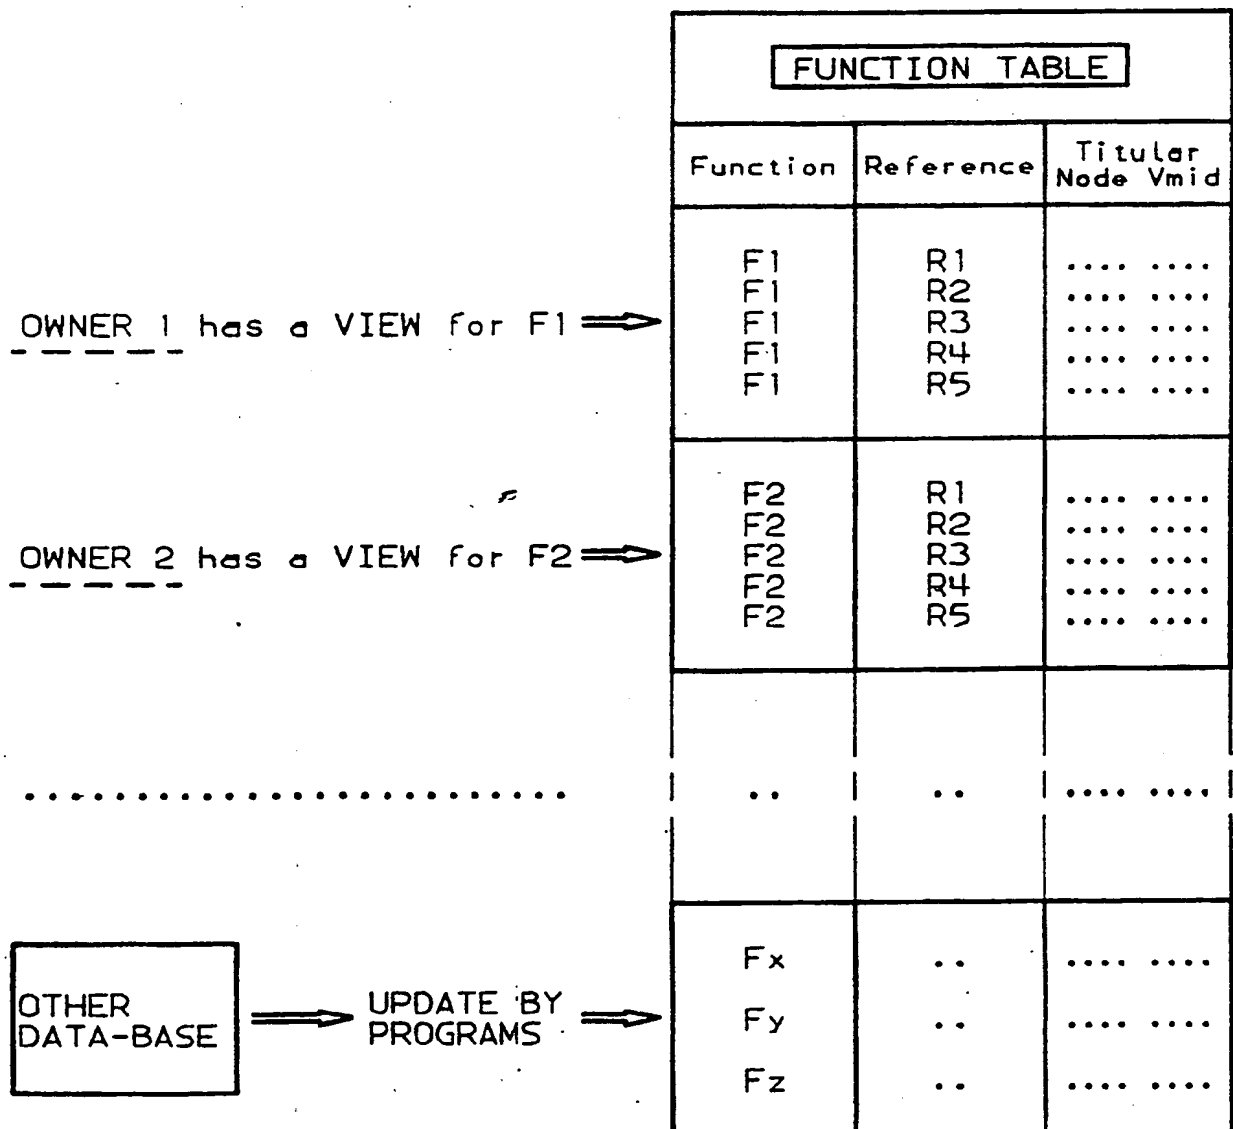 FUNCTION TABLE
Function Reference Titular Node Vmid
F1 R1 .... ....
F1 R2 .... ....
OWNER 1 has a VIEW for F1 F1 R3 .... ....
F1 R4 .... ....
F1 R5 .... ....
F2 R1 .... ....
F2 R2 .... ....
OWNER 2 has a VIEW for F2 F2 R3 .... ....
F2 R4 .... ....
F2 R5 .... ....
.......................... .. .. .... ....
Fx .. .... ....
OTHER DATA-BASE UPDATE BY PROGRAMS Fy .. .... ....
Fz .. .... ....